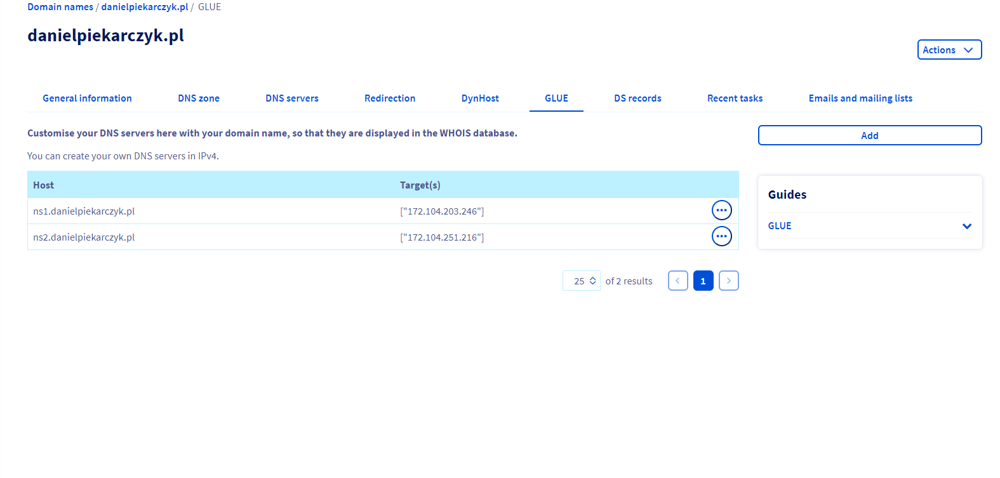 Domain names / danielpiekarczyk.pl / GLUE
danielpiekarczyk.pl
Actions
General information DNS zone DNS servers Redirection DynHost GLUE DS records Recent tasks Emails and mailing lists
Customise your DNS servers here with your domain name, so that they are displayed in the WHOIS database.
Add
You can create your own DNS servers in IPv4.
Host Target(s)
ns1.danielpiekarczyk.pl ["172.104.203.246"]
ns2.danielpiekarczyk.pl ["172.104.251.216"]
Guides
GLUE
25 of 2 results 1